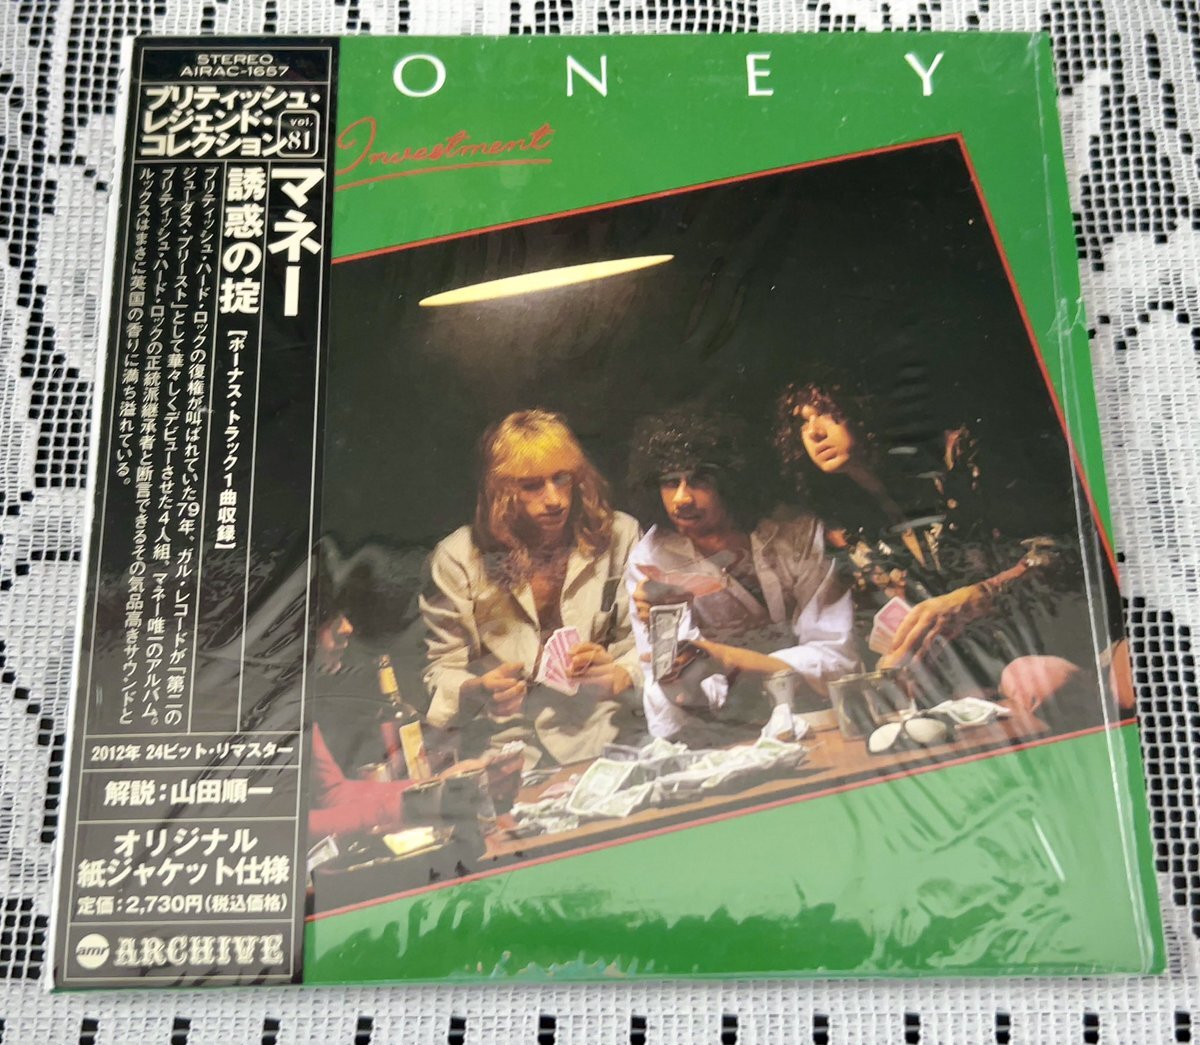 STEREO
AIRAC-1657
ブリティッシュ・
レジェンド・
コレクション
vol.
81
マネー
誘惑の掟
[ボーナス・トラック1曲収録]
ブリティッシュ・ハード・ロックの復権が叫ばれていた79年、ガル・レコードが「第二の
ジューダス・プリースト」として華々しくデビューさせた4人組、マネー唯一のアルバム。
ブリティッシュ・ハード・ロックの正統派継承者と断言できるその気品高きサウンドと
ルックスはまさに英国の香りに満ち溢れている。
2012年 24ビット・リマスター
解説:山田順一
オリジナル
紙ジャケット仕様
定価:2,730円(税込価格)
amr ARCHIVE
ONEY
Investment